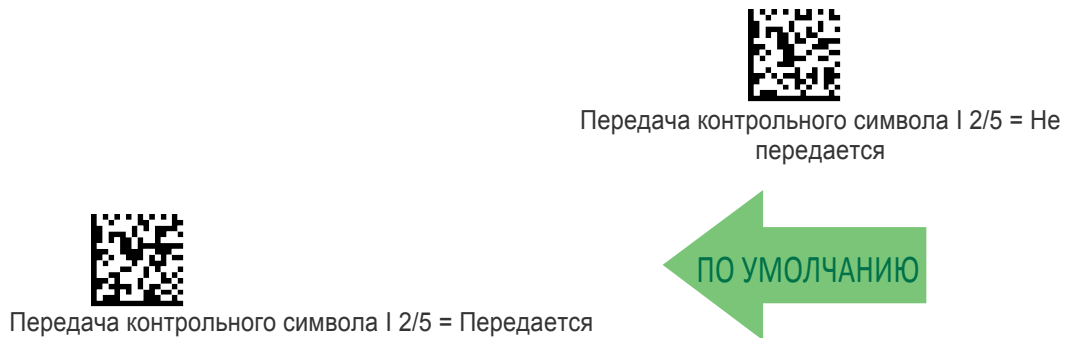 Передача контрольного символа I 2/5 = Не
передается
ПО УМОЛЧАНИЮ
Передача контрольного символа I 2/5 = Передается